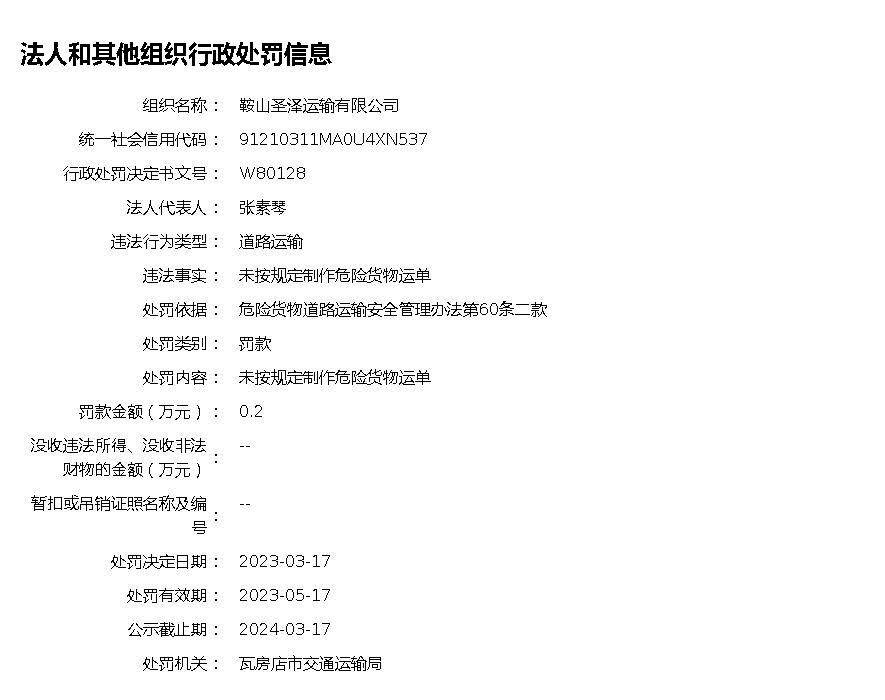 法人和其他组织行政处罚信息
组织名称： 鞍山圣泽运输有限公司
统一社会信用代码： 91210311MA0U4XN537
行政处罚决定书文号： W80128
法人代表人： 张素琴
违法行为类型： 道路运输
违法事实： 未按规定制作危险货物运单
处罚依据： 危险货物道路运输安全管理办法第60条二款
处罚类别： 罚款
处罚内容： 未按规定制作危险货物运单
罚款金额（万元）： 0.2
没收违法所得、没收非法 --
财物的金额（万元）：
暂扣或吊销证照名称及编 --
号：
处罚决定日期： 2023-03-17
处罚有效期： 2023-05-17
公示截止期： 2024-03-17
处罚机关： 瓦房店市交通运输局